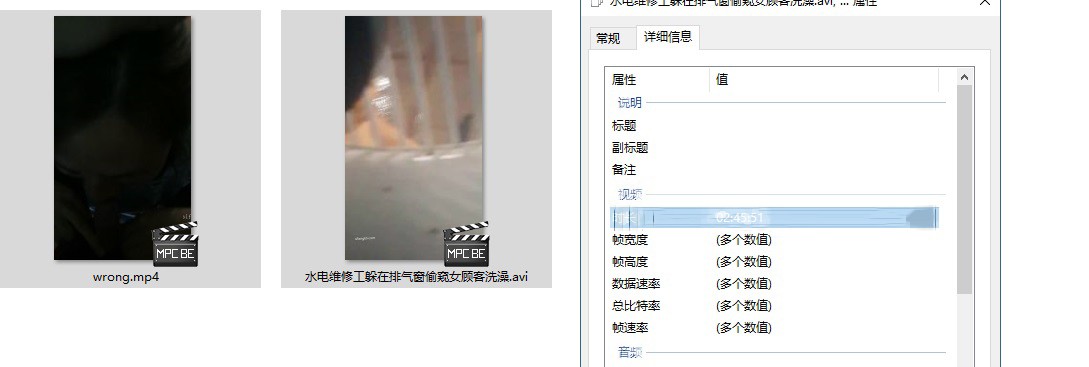 水电维修工躲在排气窗偷窥女顾客洗澡.avi, ... 属性
常规
详细信息
属性
值
说明
标题
副标题
备注
视频
时长 02:45:51
帧宽度 (多个数值)
帧高度 (多个数值)
数据速率 (多个数值)
总比特率 (多个数值)
帧速率 (多个数值)
音频
MPC BE
MPC BE
wrong.mp4
水电维修工躲在排气窗偷窥女顾客洗澡.avi